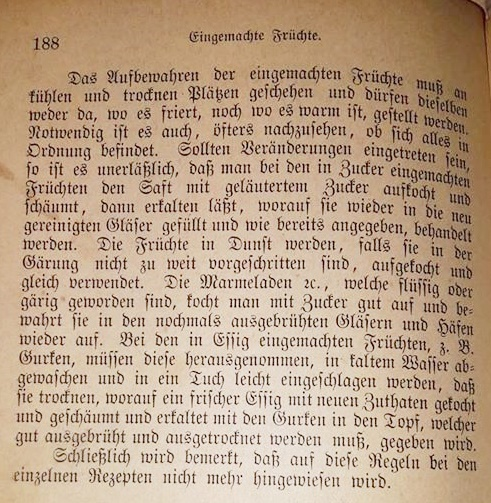 188
Eingemachte Früchte.
Das Aufbewahren der eingemachten Früchte muß an
kühlen und trocknen Plätzen geschehen und dürfen dieselben
weder da, wo es friert, noch wo es warm ist, gestellt werden.
Notwendig ist es auch, öfters nachzusehen, ob sich alles in
Ordnung befindet. Sollten Veränderungen eingetreten sein,
so ist es unerläßlich, daß man bei den in Zucker eingemachten
Früchten den Saft mit geläutertem Zucker aufkocht und
schäumt, dann erkalten läßt, worauf sie wieder in die neu
gereinigten Gläser gefüllt und wie bereits angegeben, behandelt
werden. Die Früchte in Dunst werden, falls sie in der
Gärung nicht zu weit vorgeschritten sind, aufgekocht und
gleich verwendet. Die Marmeladen ꝛc., welche flüssig oder
gärig geworden sind, kocht man mit Zucker gut auf und be-
wahrt sie in den nochmals ausgebrühten Gläsern und Häfen
wieder auf. Bei den in Essig eingemachten Früchten, z. B.
Gurken, müssen diese herausgenommen, in kaltem Wasser ab-
gewaschen und in ein Tuch leicht eingeschlagen werden, daß
sie trocknen, worauf ein frischer Essig mit neuen Zuthaten gekocht
und geschäumt und erkaltet mit den Gurken in den Topf, welcher
gut ausgebrüht und ausgetrocknet werden muß, gegeben wird.
Schließlich wird bemerkt, daß auf diese Regeln bei den
einzelnen Rezepten nicht mehr hingewiesen wird.